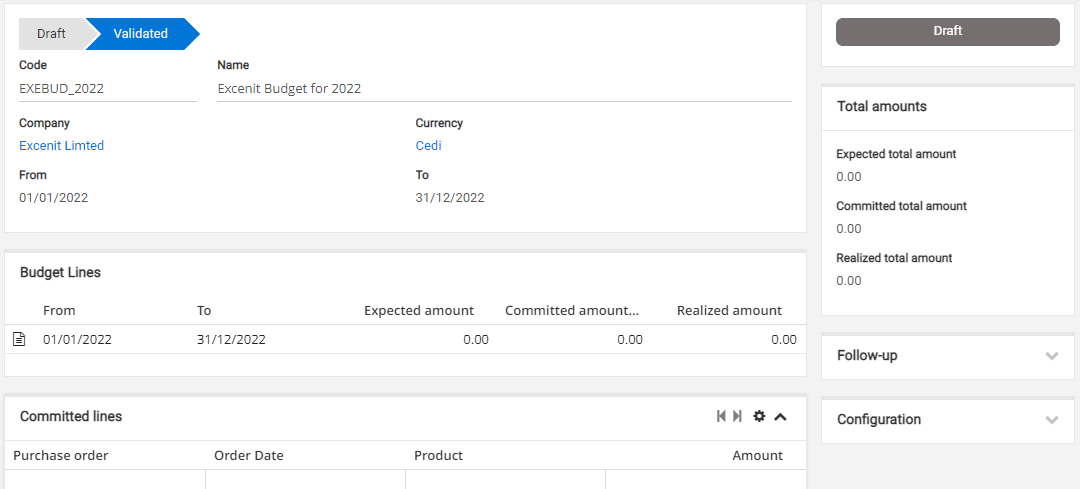 Draft Validated
Code Name
EXEBUD_2022 Excenit Budget for 2022
Company Currency
Excenit Limted Cedi
From To
01/01/2022 31/12/2022
Budget Lines
From To Expected amount Committed amount... Realized amount
01/01/2022 31/12/2022 0.00 0.00 0.00
Committed lines
Purchase order Order Date Product Amount
Draft
Total amounts
Expected total amount
0.00
Committed total amount
0.00
Realized total amount
0.00
Follow-up
Configuration